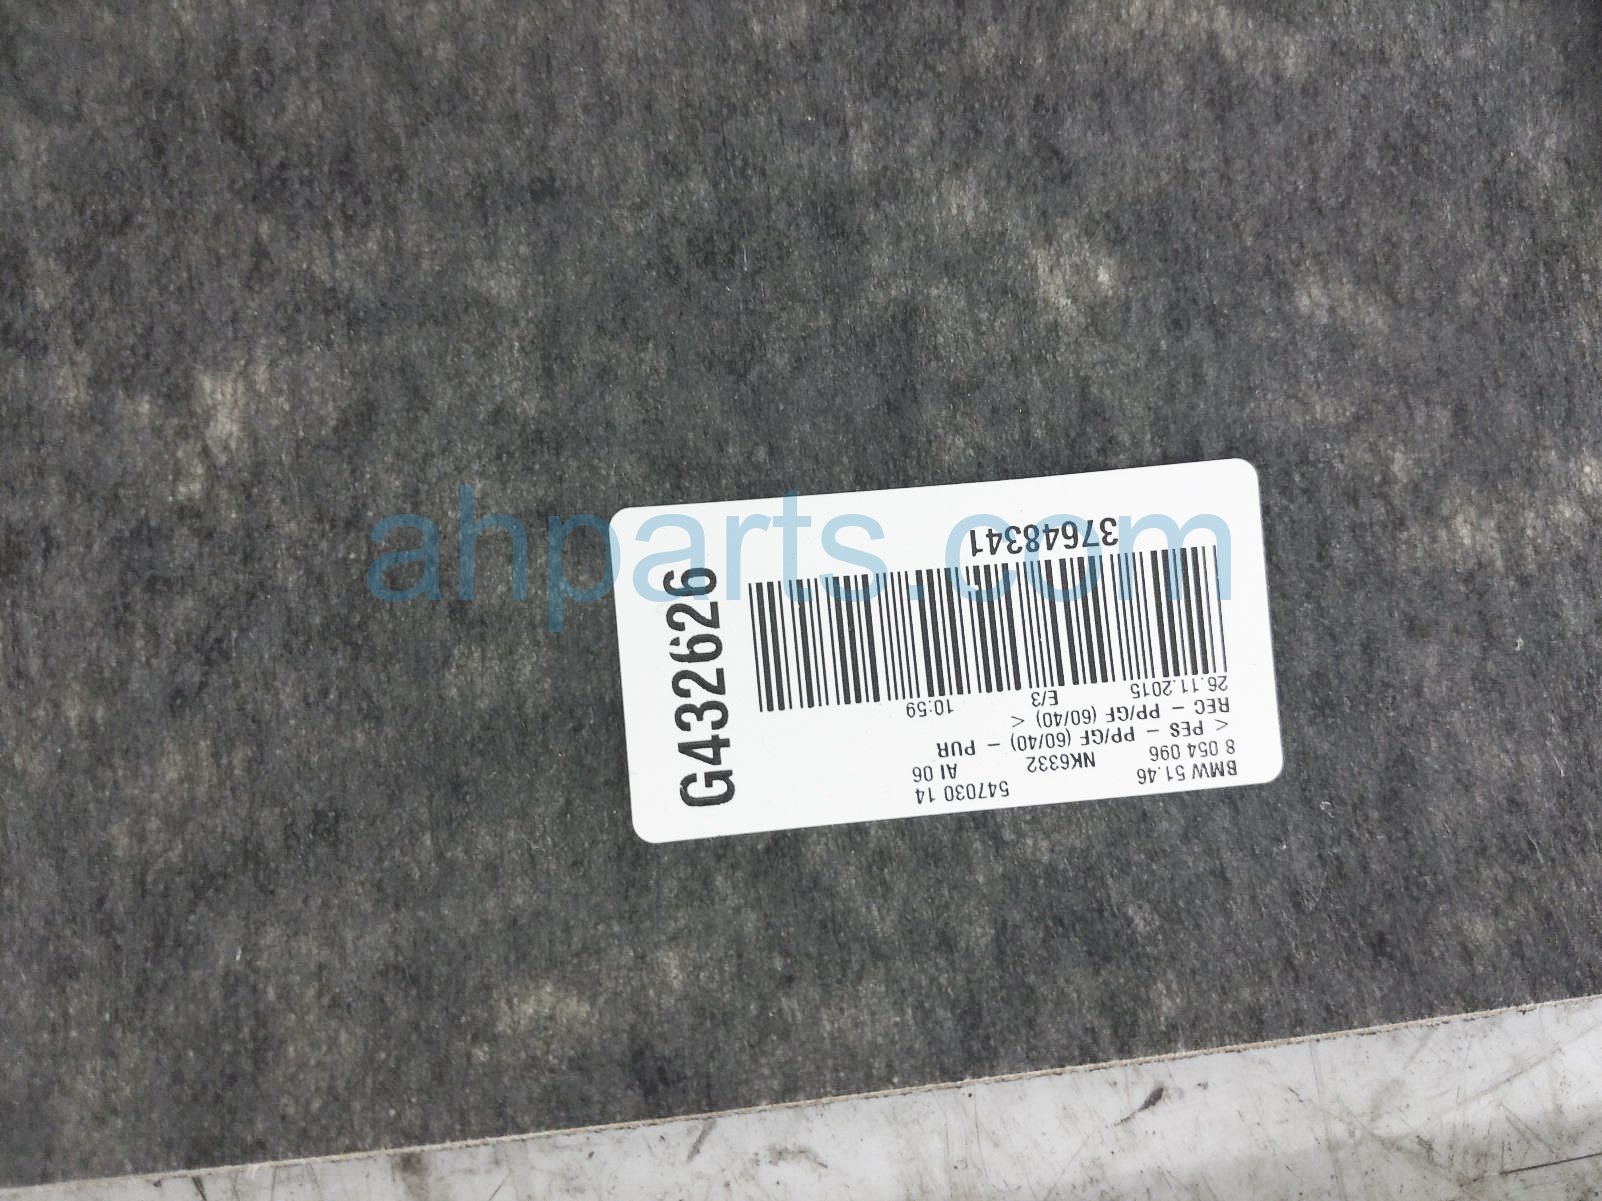 BMW 51.46 547030 14
8 054 096 NK6332 AI 06
< PES - PP/GF (60/40) - PUR
REC - PP/GF (60/40) <
26.11.2015 E/3 10:59
37648341
G432626
ahparts.com